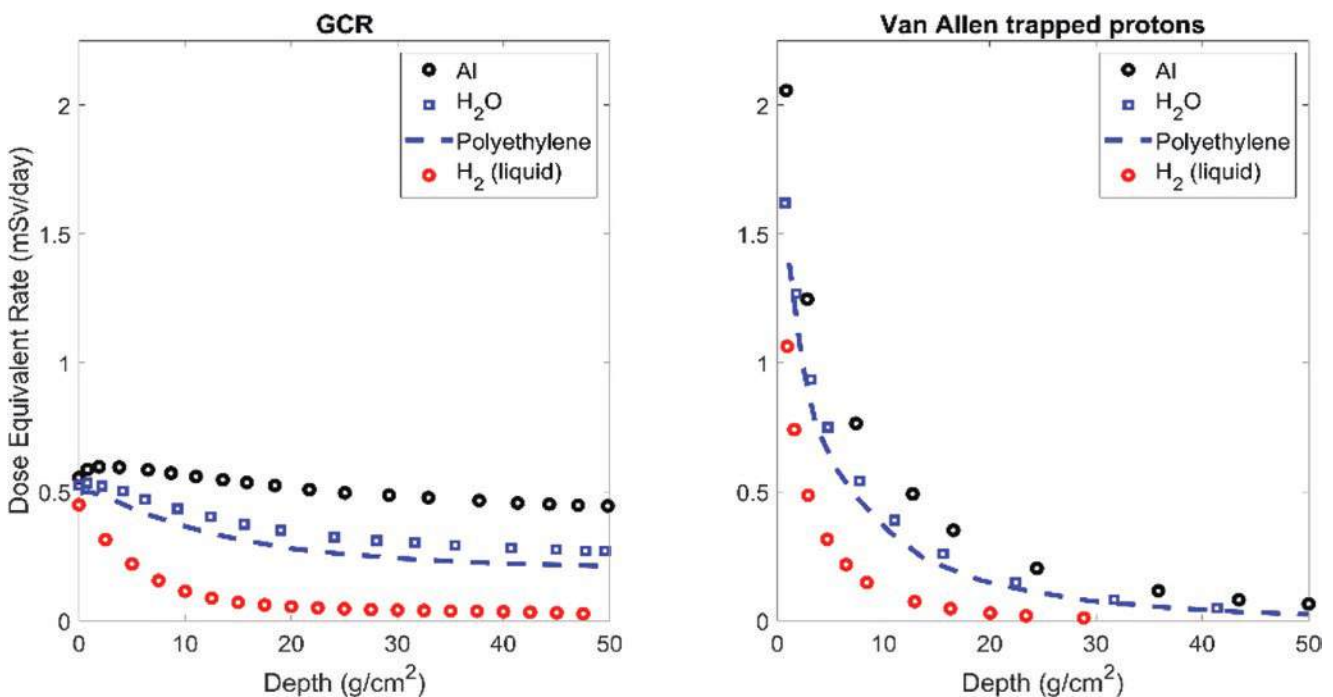 GCR
Al
H2O
Polyethylene
H2 (liquid)
2
1.5
1
0.5
0
0 10 20 30 40 50
Dose Equivalent Rate (mSv/day)
Depth (g/cm2)
Van Allen trapped protons
Al
H2O
Polyethylene
H2 (liquid)
2
1.5
1
0.5
0
0 10 20 30 40 50
Depth (g/cm2)